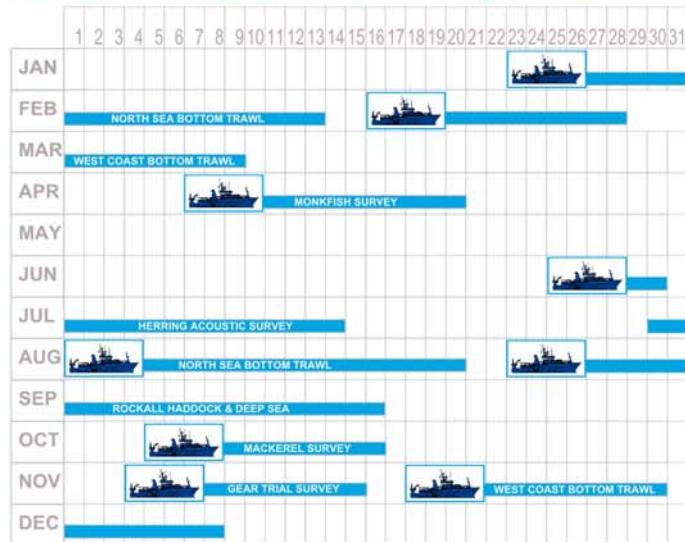 1 2 3 4 5 6 7 8 9 10 11 12 13 14 15 16 17 18 19 20 21 22 23 24 25 26 27 28 29 30 31
JAN
FEB
NORTH SEA BOTTOM TRAWL
MAR
WEST COAST BOTTOM TRAWL
APR
MONKFISH SURVEY
MAY
JUN
JUL
HERRING ACOUSTIC SURVEY
AUG
NORTH SEA BOTTOM TRAWL
SEP
ROCKALL HADDOCK & DEEP SEA
OCT
MACKEREL SURVEY
NOV
GEAR TRIAL SURVEY
WEST COAST BOTTOM TRAWL
DEC